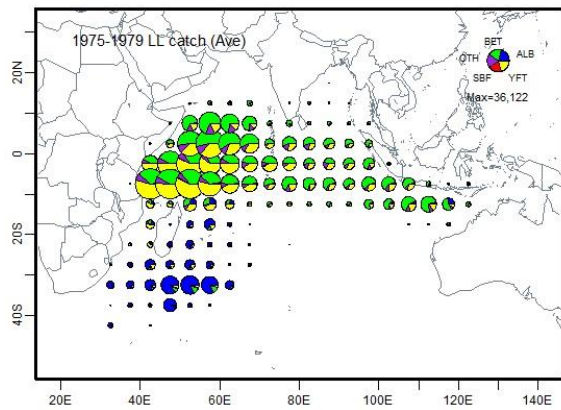 1975-1979 LL catch (Ave)
BET
OTH
ALB
SBF
YFT
Max=36,122
20N
0
20S
40S
20E
40E
60E
80E
100E
120E
140E